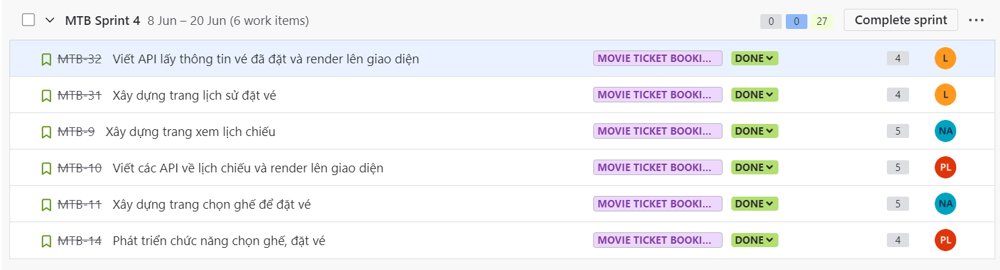 MTB Sprint 4 8 Jun – 20 Jun (6 work items) 0 0 27 Complete sprint
MTB-32 Viết API lấy thông tin vé đã đặt và render lên giao diện MOVIE TICKET BOOKI... DONE 4 L
MTB-31 Xây dựng trang lịch sử đặt vé MOVIE TICKET BOOKI... DONE 4 L
MTB-9 Xây dựng trang xem lịch chiếu MOVIE TICKET BOOKI... DONE 5 NA
MTB-10 Viết các API về lịch chiếu và render lên giao diện MOVIE TICKET BOOKI... DONE 5 PL
MTB-11 Xây dựng trang chọn ghế để đặt vé MOVIE TICKET BOOKI... DONE 5 NA
MTB-14 Phát triển chức năng chọn ghế, đặt vé MOVIE TICKET BOOKI... DONE 4 PL